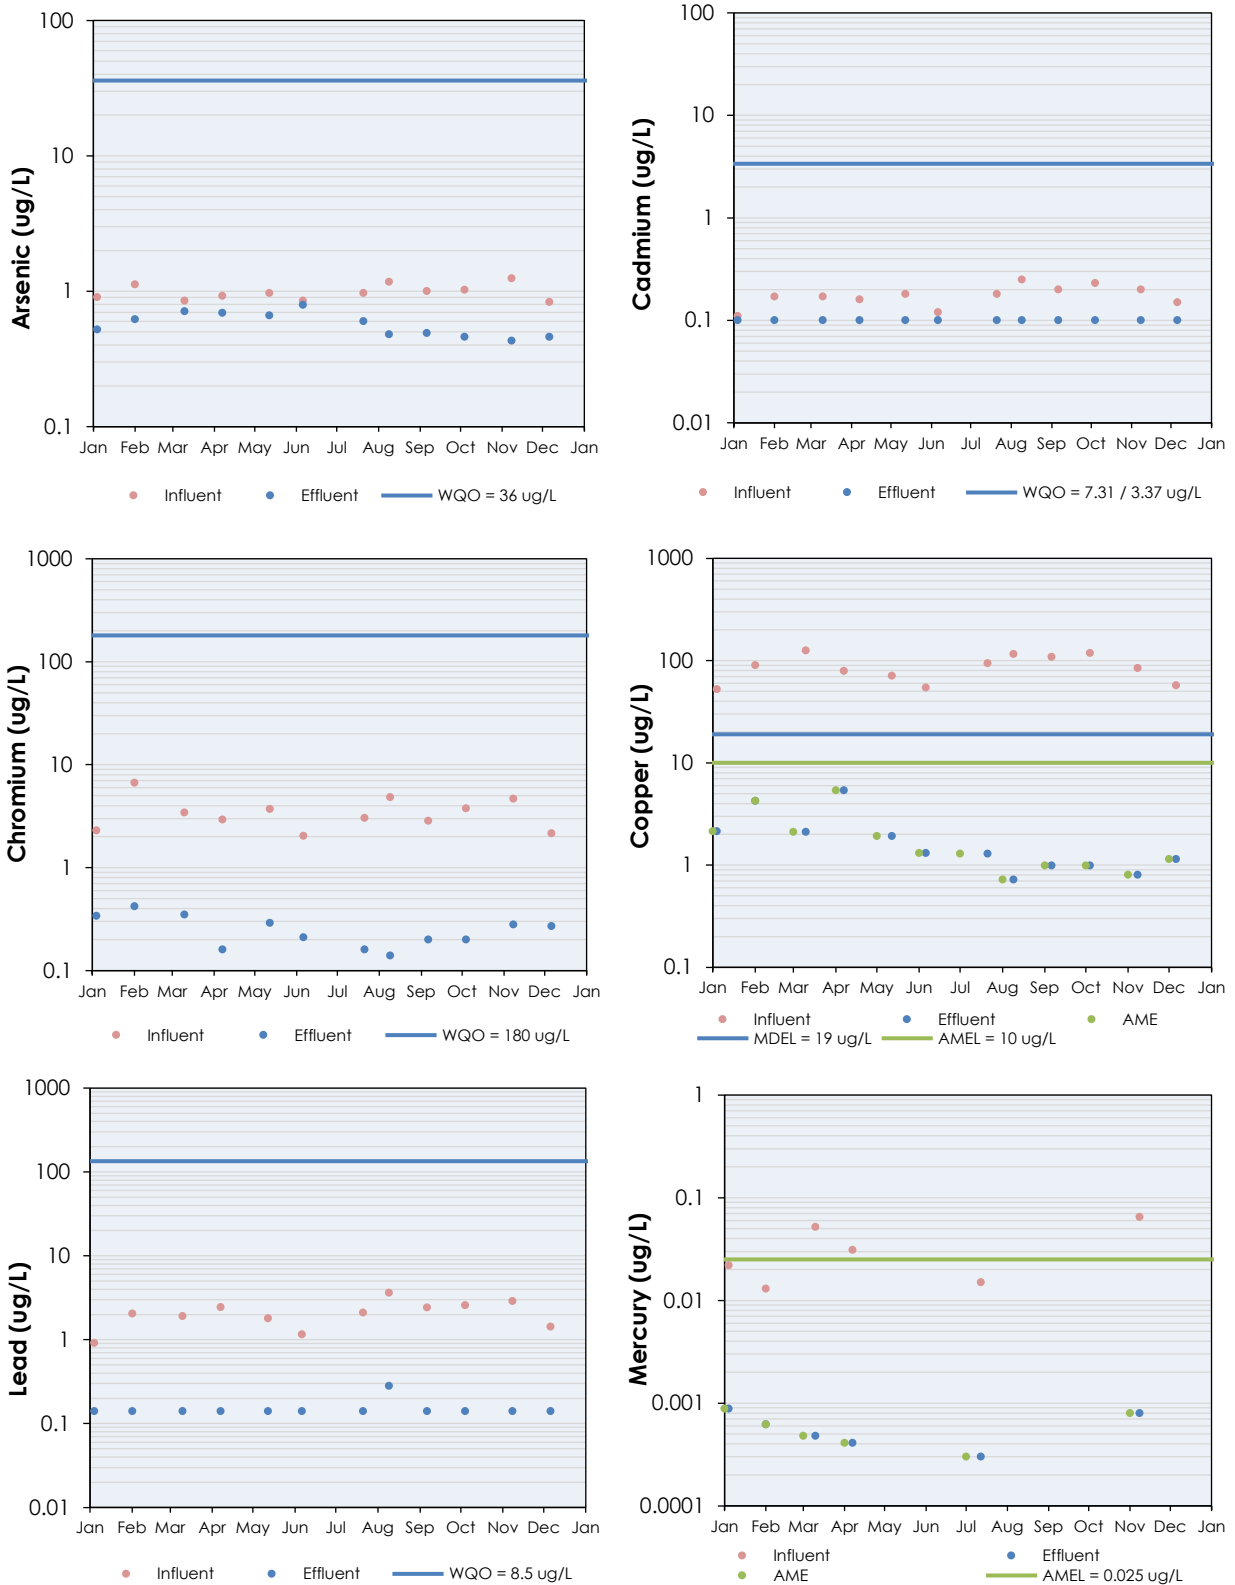 100
10
1
0.1
Arsenic (ug/L)
Jan Feb Mar Apr May Jun Jul Aug Sep Oct Nov Dec Jan
Influent Effluent WQO = 36 ug/L
100
10
1
0.1
0.01
Cadmium (ug/L)
Jan Feb Mar Apr May Jun Jul Aug Sep Oct Nov Dec Jan
Influent Effluent WQO = 7.31 / 3.37 ug/L
1000
100
10
1
0.1
Chromium (ug/L)
Jan Feb Mar Apr May Jun Jul Aug Sep Oct Nov Dec Jan
Influent Effluent WQO = 180 ug/L
1000
100
10
1
0.1
Copper (ug/L)
Jan Feb Mar Apr May Jun Jul Aug Sep Oct Nov Dec Jan
Influent Effluent AME
MDEL = 19 ug/L AMEL = 10 ug/L
1000
100
10
1
0.1
0.01
Lead (ug/L)
Jan Feb Mar Apr May Jun Jul Aug Sep Oct Nov Dec Jan
Influent Effluent WQO = 8.5 ug/L
1
0.1
0.01
0.001
0.0001
Mercury (ug/L)
Jan Feb Mar Apr May Jun Jul Aug Sep Oct Nov Dec Jan
Influent Effluent
AME AMEL = 0.025 ug/L